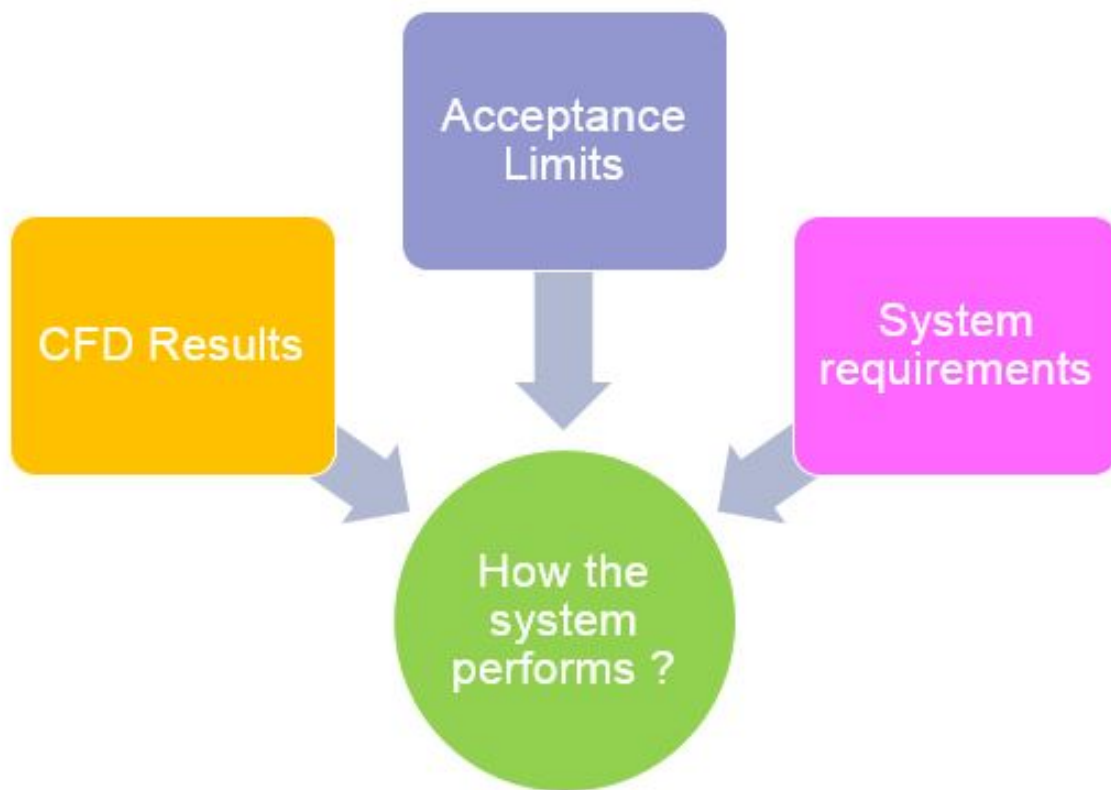 Acceptance
Limits
CFD Results
System
requirements
How the
system
performs ?